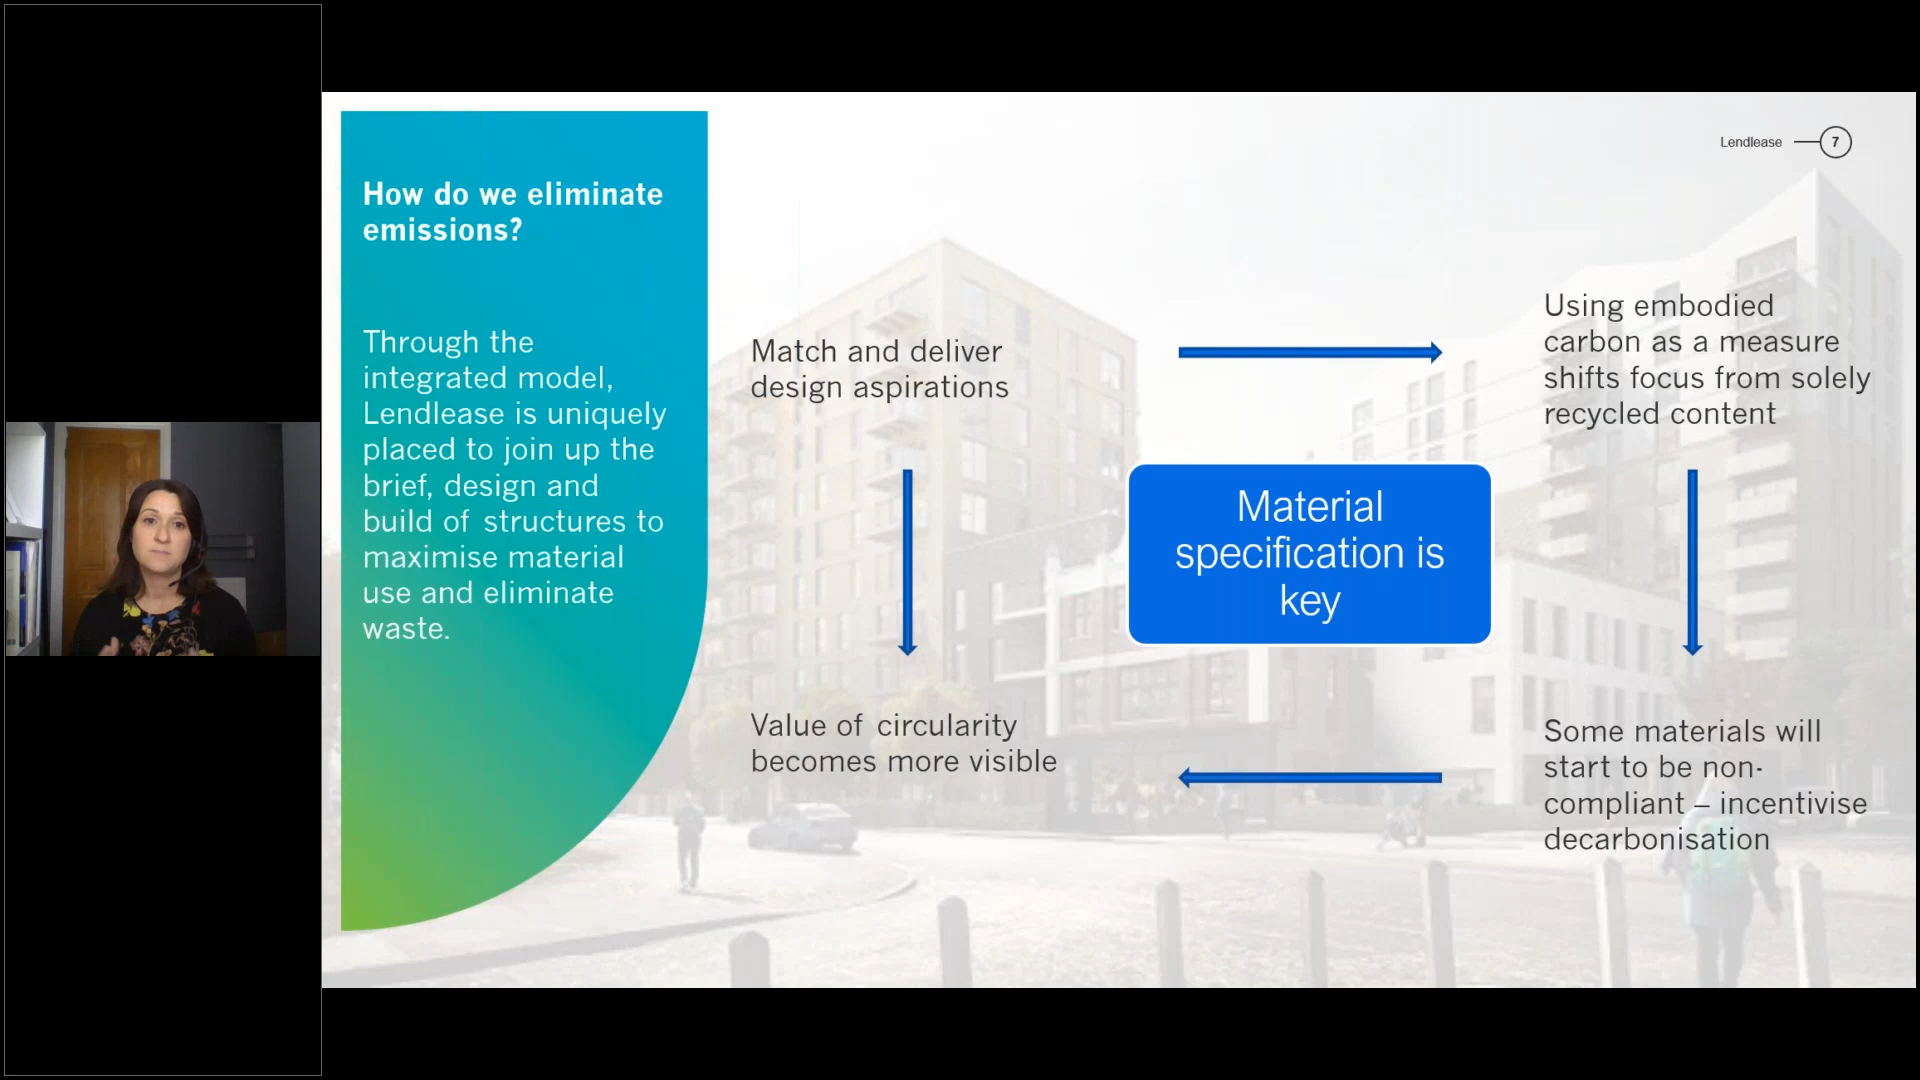 Lendlease
7
How do we eliminate
emissions?
Through the
integrated model,
Lendlease is uniquely
placed to join up the
brief, design and
build of structures to
maximise material
use and eliminate
waste.
Match and deliver
design aspirations
Using embodied
carbon as a measure
shifts focus from solely
recycled content
Material
specification is
key
Value of circularity
becomes more visible
Some materials will
start to be non-
compliant – incentivise
decarbonisation